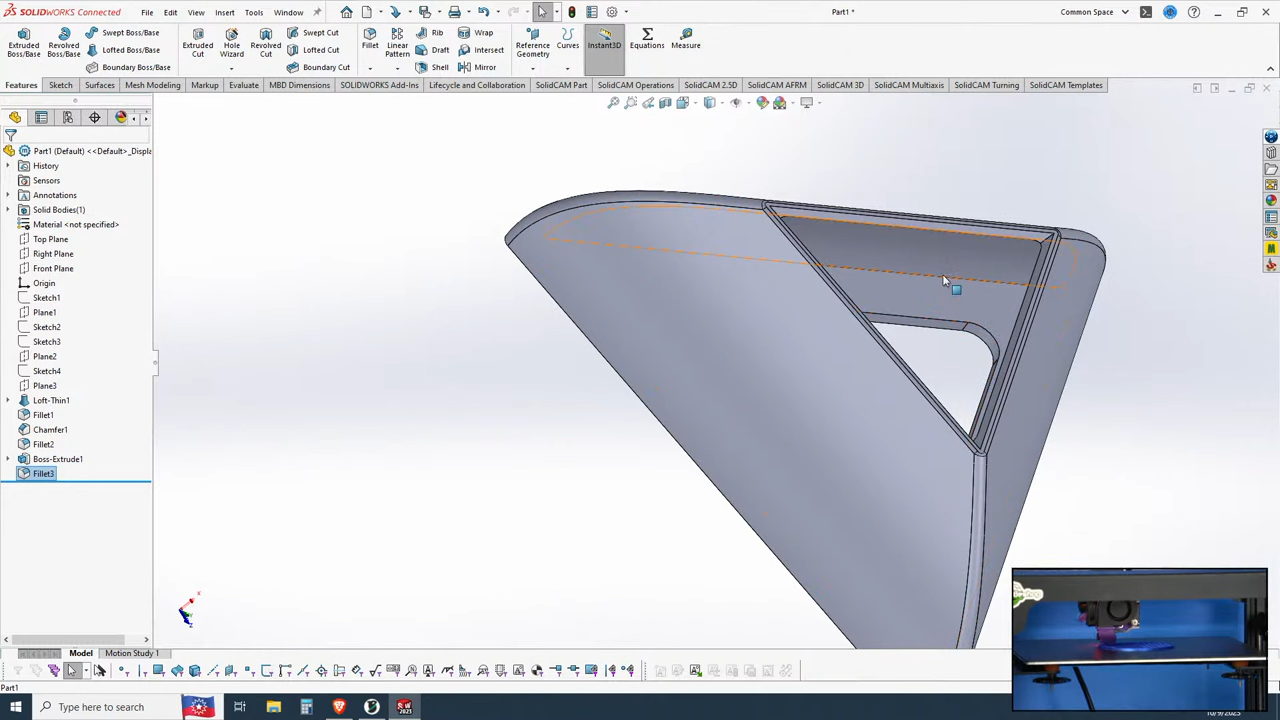 SOLIDWORKS Connected
File
Edit
View
Insert
Tools
Window
Part1 *
Common Space
Extruded Boss/Base
Revolved Boss/Base
Swept Boss/Base
Lofted Boss/Base
Boundary Boss/Base
Extruded Cut
Hole Wizard
Revolved Cut
Swept Cut
Lofted Cut
Boundary Cut
Fillet
Linear Pattern
Rib
Draft
Shell
Wrap
Intersect
Mirror
Reference Geometry
Curves
Instant3D
Equations
Measure
Features
Sketch
Surfaces
Mesh Modeling
Markup
Evaluate
MBD Dimensions
SOLIDWORKS Add-Ins
Lifecycle and Collaboration
SolidCAM Part
SolidCAM Operations
SolidCAM 2.5D
SolidCAM AFRM
SolidCAM 3D
SolidCAM Multiaxis
SolidCAM Turning
SolidCAM Templates
Part1 (Default) <<Default>_Displa
History
Sensors
Annotations
Solid Bodies(1)
Material <not specified>
Top Plane
Right Plane
Front Plane
Origin
Sketch1
Plane1
Sketch2
Sketch3
Plane2
Sketch4
Plane3
Loft-Thin1
Fillet1
Chamfer1
Fillet2
Boss-Extrude1
Fillet3
Model
Motion Study 1
Part1
Type here to search
10/9/2023